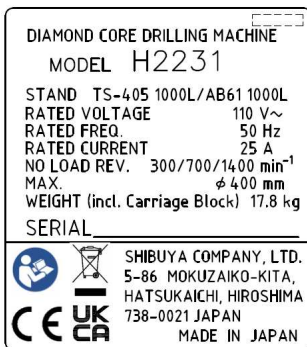 DIAMOND CORE DRILLING MACHINE
MODEL H2231
STAND TS-405 1000L/AB61 1000L
RATED VOLTAGE 110 V~
RATED FREQ. 50 Hz
RATED CURRENT 25 A
NO LOAD REV. 300/700/1400 min⁻¹
MAX. ø 400 mm
WEIGHT (incl. Carriage Block) 17.8 kg
SERIAL
SHIBUYA COMPANY, LTD.
5-86 MOKUZAIKO-KITA,
HATSUKAICHI, HIROSHIMA
738-0021 JAPAN
MADE IN JAPAN
CE UK CA